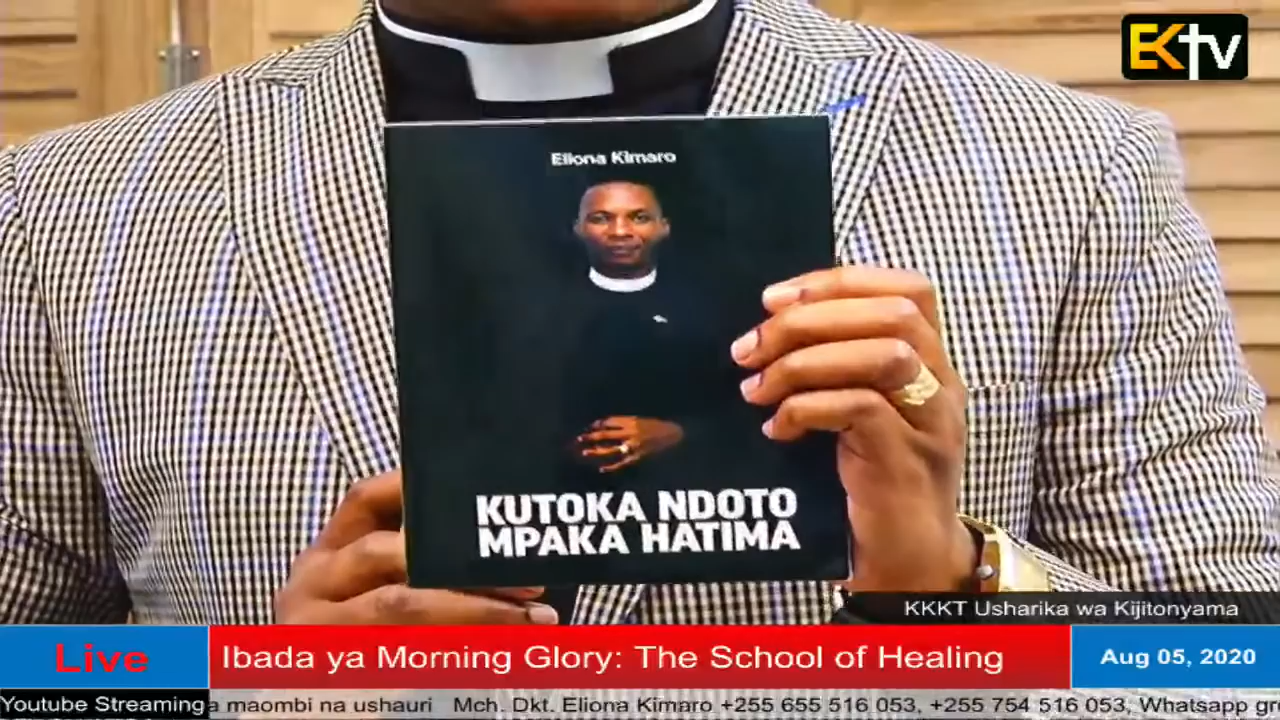 EKTV
Eliona Kimaro
KUTOKA NDOTO
MPAKA HATIMA
KKKT Usharika wa Kijitonyama
Live
Ibada ya Morning Glory: The School of Healing
Aug 05, 2020
Youtube Streaming
a maombi na ushauri Mch. Dkt. Eliona Kimaro +255 655 516 053, +255 754 516 053, Whatsapp gr